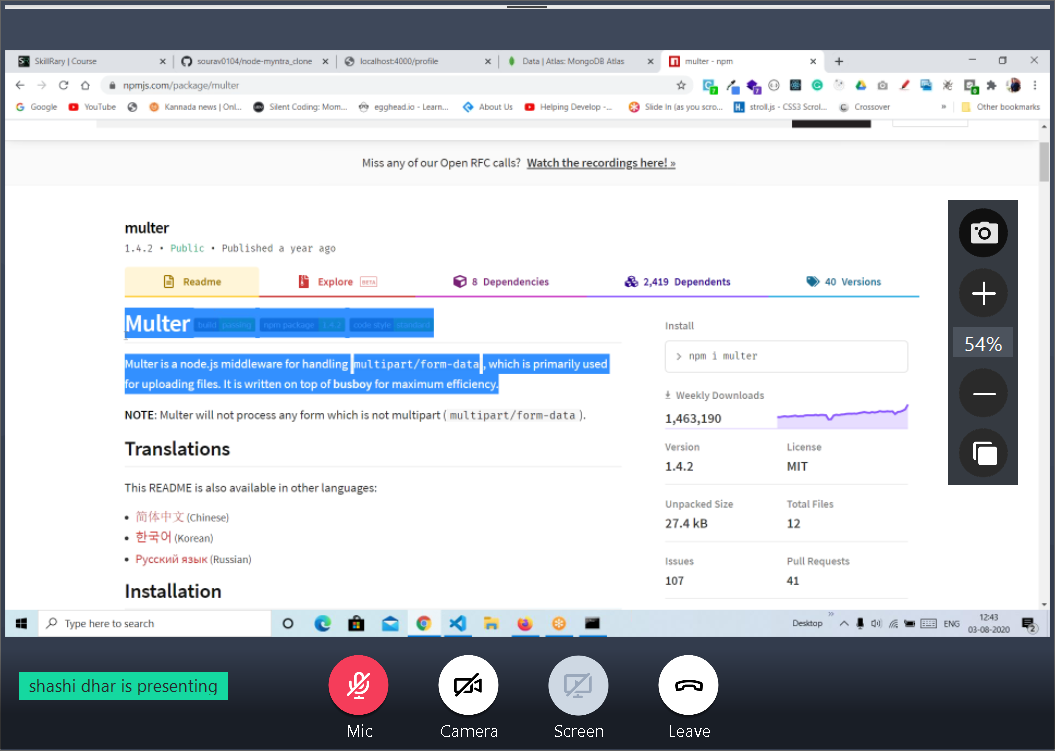 SkillRary | Course
sourav0104/node-myntra_clone
localhost:4000/profile
Data | Atlas: MongoDB Atlas
multer - npm
npmjs.com/package/multer
Google
YouTube
Kannada news | Onl...
Silent Coding: Mom...
egghead.io - Learn...
About Us
Helping Develop -...
Slide In (as you scro...
stroll.js - CSS3 Scrol...
Crossover
»
Other bookmarks
Miss any of our Open RFC calls? Watch the recordings here! »
multer
1.4.2 • Public • Published a year ago
Readme
Explore BETA
8 Dependencies
2,419 Dependents
40 Versions
Multer build passing npm package 1.4.2 code style standard
Multer is a node.js middleware for handling multipart/form-data, which is primarily used
for uploading files. It is written on top of busboy for maximum efficiency.
NOTE: Multer will not process any form which is not multipart (multipart/form-data).
Translations
This README is also available in other languages:
• 简体中文 (Chinese)
• 한국어 (Korean)
• Русский язык (Russian)
Installation
Install
> npm i multer
Weekly Downloads
1,463,190
Version License
1.4.2 MIT
Unpacked Size Total Files
27.4 kB 12
Issues Pull Requests
107 41
54%
Type here to search
Desktop »
ENG
12:43
03-08-2020
2
shashi dhar is presenting
Mic
Camera
Screen
Leave